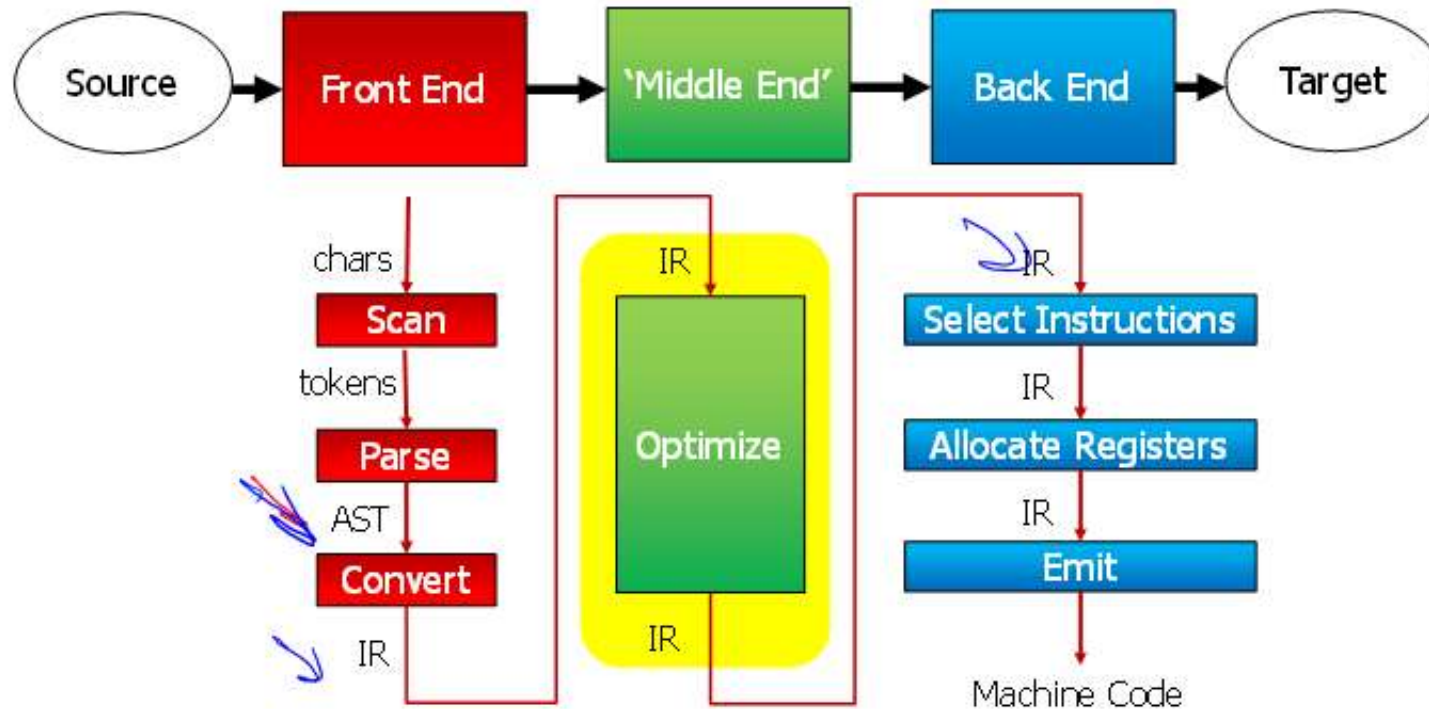 Source
Front End
'Middle End'
Back End
Target
chars
Scan
tokens
Parse
AST
Convert
IR
IR
Optimize
IR
IR
Select Instructions
IR
Allocate Registers
IR
Emit
Machine Code